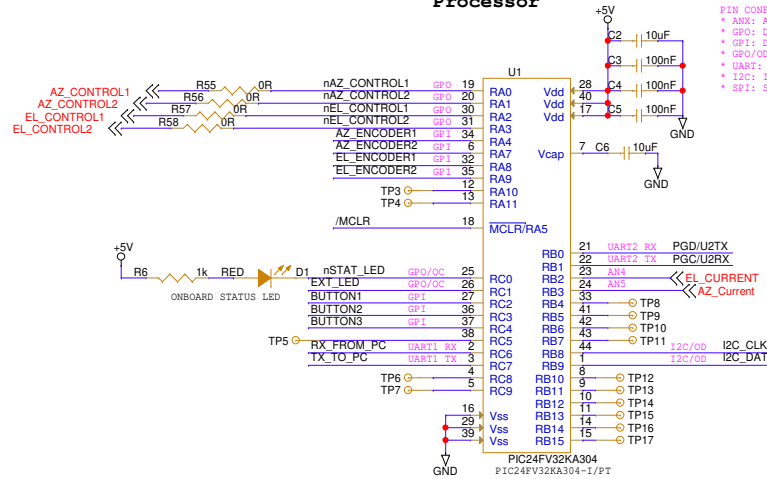 Processor
+5V
PIN CONF
* ANX: A
* GPO: D
* GPI: D
* GPO/OD
* UART:
* I2C: I
* SPI: S
C2 10uF
C3 100nF
C4 100nF
C5 100nF
GND
U1
AZ_CONTROL1 R55 0R nAZ_CONTROL1 GPO 19 RA0
AZ_CONTROL2 R56 0R nAZ_CONTROL2 GPO 20 RA1
EL_CONTROL1 R57 0R nEL_CONTROL1 GPO 30 RA2
EL_CONTROL2 R58 0R nEL_CONTROL2 GPO 31 RA3
AZ_ENCODER1 GPI 34 RA4
AZ_ENCODER2 GPI 6 RA7
EL_ENCODER1 GPI 32 RA8
EL_ENCODER2 GPI 35 RA9
TP3 12 RA10
TP4 13 RA11
/MCLR 18 MCLR/RA5
Vdd 28
Vdd 40
Vdd 17
Vcap 7 C6 10uF
GND
RB0 21 UART2 RX PGD/U2TX
RB1 22 UART2 TX PGC/U2RX
RB2 23 AN4 EL_CURRENT
RB3 24 AN5 AZ_Current
RB4 33 TP8
RB5 41 TP9
RB6 42 TP10
RB7 43 TP11
RB8 44 I2C/OD I2C_CLK
RB9 1 I2C/OD I2C_DAT
RB10 8 TP12
RB11 9 TP13
RB12 10 TP14
RB13 11 TP15
RB14 14 TP16
RB15 15 TP17
+5V
R6 1k RED D1 nSTAT_LED GPO/OC 25 RC0
ONBOARD STATUS LED
EXT_LED GPO/OC 26 RC1
BUTTON1 GPI 27 RC2
BUTTON2 GPI 36 RC3
BUTTON3 GPI 37 RC4
TP5 38 RC5
RX_FROM_PC UART1 RX 2 RC6
TX_TO_PC UART1 TX 3 RC7
TP6 4 RC8
TP7 5 RC9
16 Vss
29 Vss
39 Vss
GND
PIC24FV32KA304
PIC24FV32KA304-I/PT